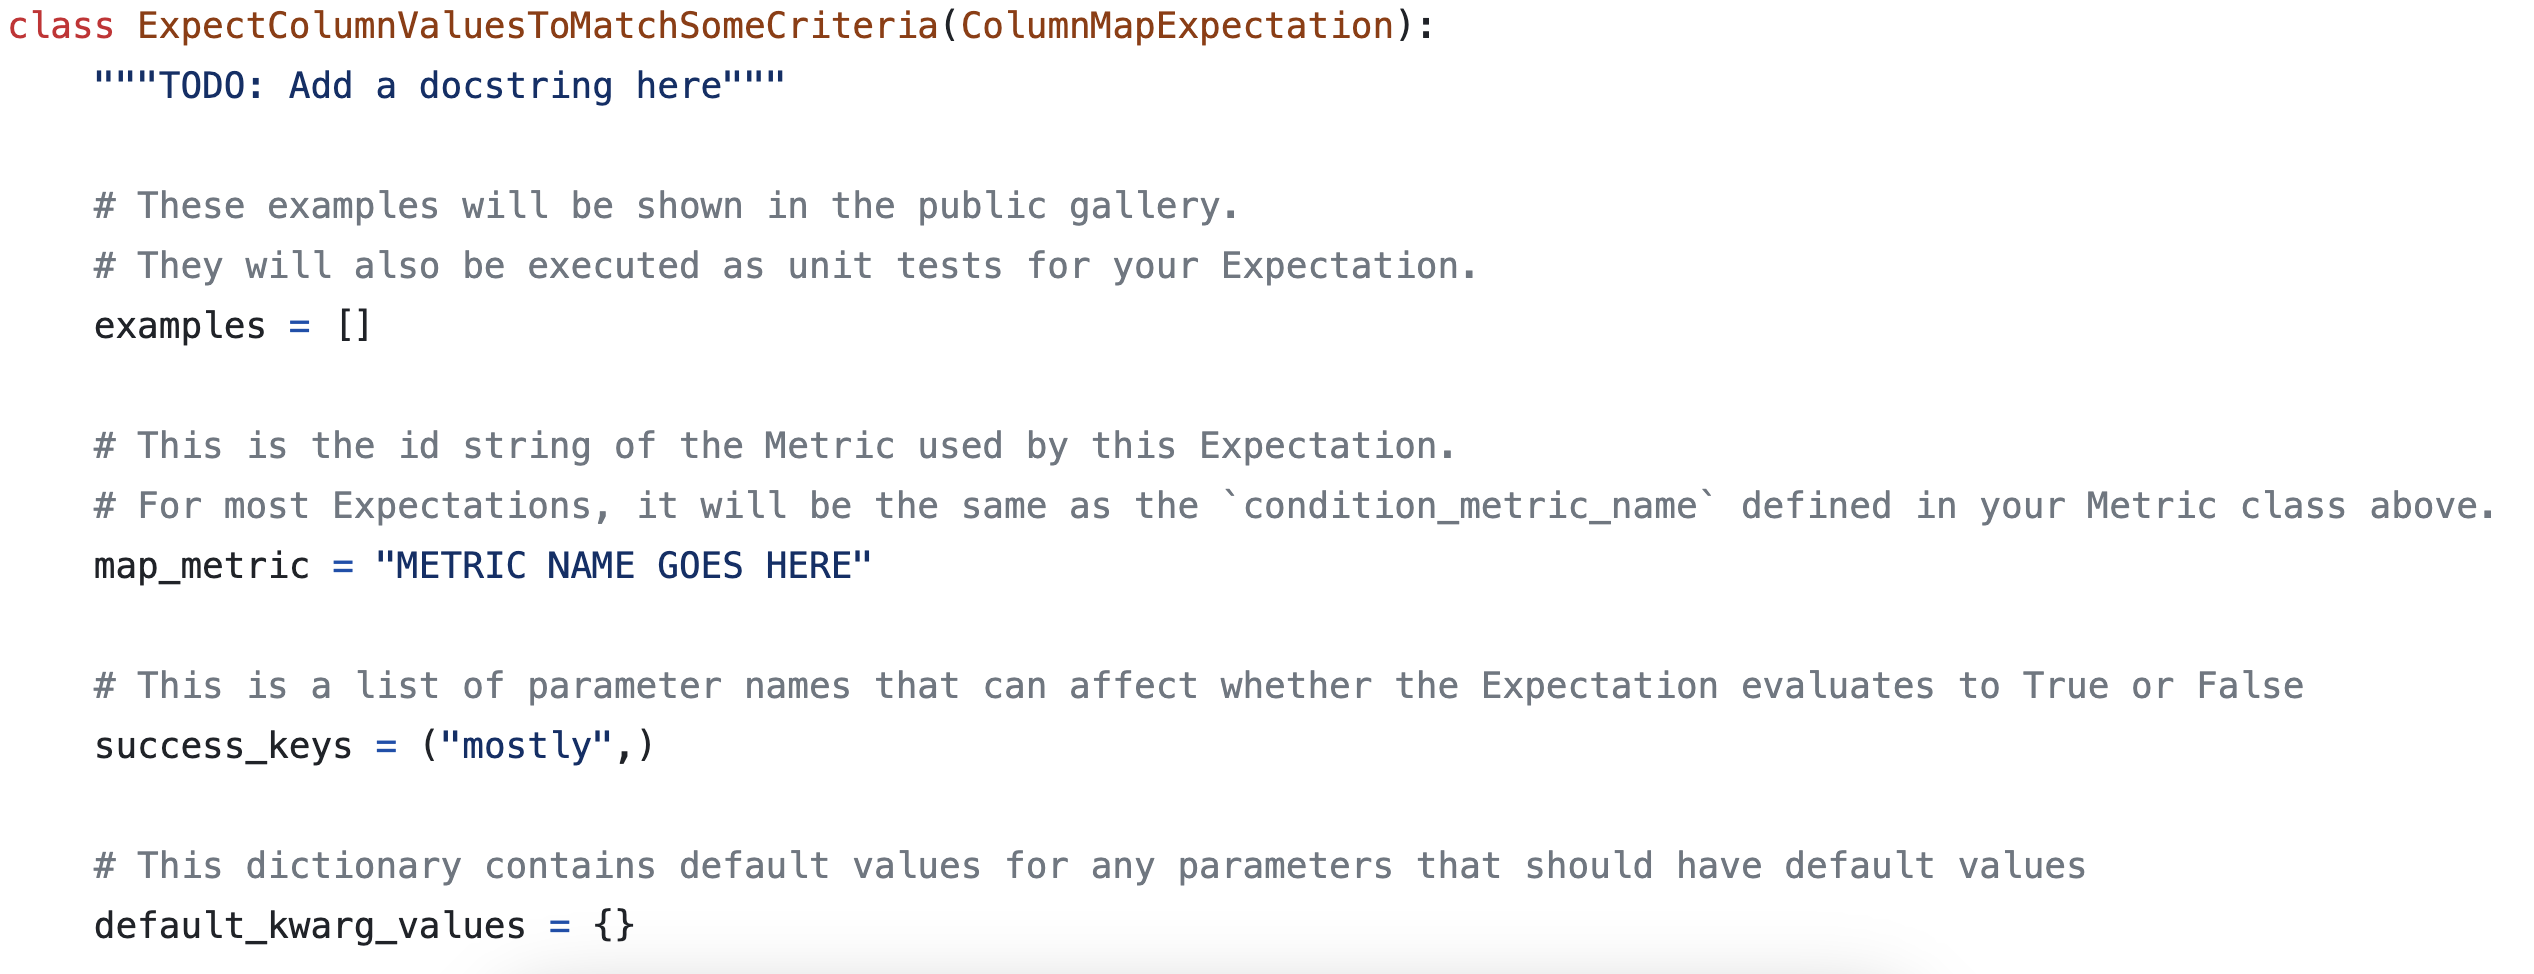 class ExpectColumnValuesToMatchSomeCriteria(ColumnMapExpectation):
    """TODO: Add a docstring here"""
    # These examples will be shown in the public gallery.
    # They will also be executed as unit tests for your Expectation.
    examples = []
    # This is the id string of the Metric used by this Expectation.
    # For most Expectations, it will be the same as the `condition_metric_name` defined in your Metric class above.
    map_metric = "METRIC NAME GOES HERE"
    # This is a list of parameter names that can affect whether the Expectation evaluates to True or False
    success_keys = ("mostly",)
    # This dictionary contains default values for any parameters that should have default values
    default_kwarg_values = {}